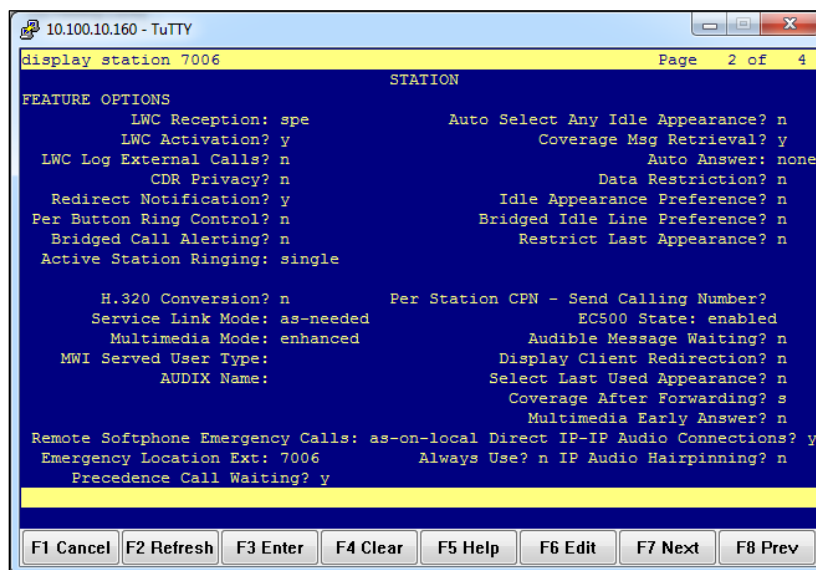 10.100.10.160 - TuTTY
display station 7006 Page 2 of 4
STATION
FEATURE OPTIONS
LWC Reception: spe Auto Select Any Idle Appearance? n
LWC Activation? y Coverage Msg Retrieval? y
LWC Log External Calls? n Auto Answer: none
CDR Privacy? n Data Restriction? n
Redirect Notification? y Idle Appearance Preference? n
Per Button Ring Control? n Bridged Idle Line Preference? n
Bridged Call Alerting? n Restrict Last Appearance? n
Active Station Ringing: single
H.320 Conversion? n Per Station CPN - Send Calling Number?
Service Link Mode: as-needed EC500 State: enabled
Multimedia Mode: enhanced Audible Message Waiting? n
MWI Served User Type: Display Client Redirection? n
AUDIX Name: Select Last Used Appearance? n
Coverage After Forwarding? s
Multimedia Early Answer? n
Remote Softphone Emergency Calls: as-on-local Direct IP-IP Audio Connections? y
Emergency Location Ext: 7006 Always Use? n IP Audio Hairpinning? n
Precedence Call Waiting? y
F1 Cancel F2 Refresh F3 Enter F4 Clear F5 Help F6 Edit F7 Next F8 Prev